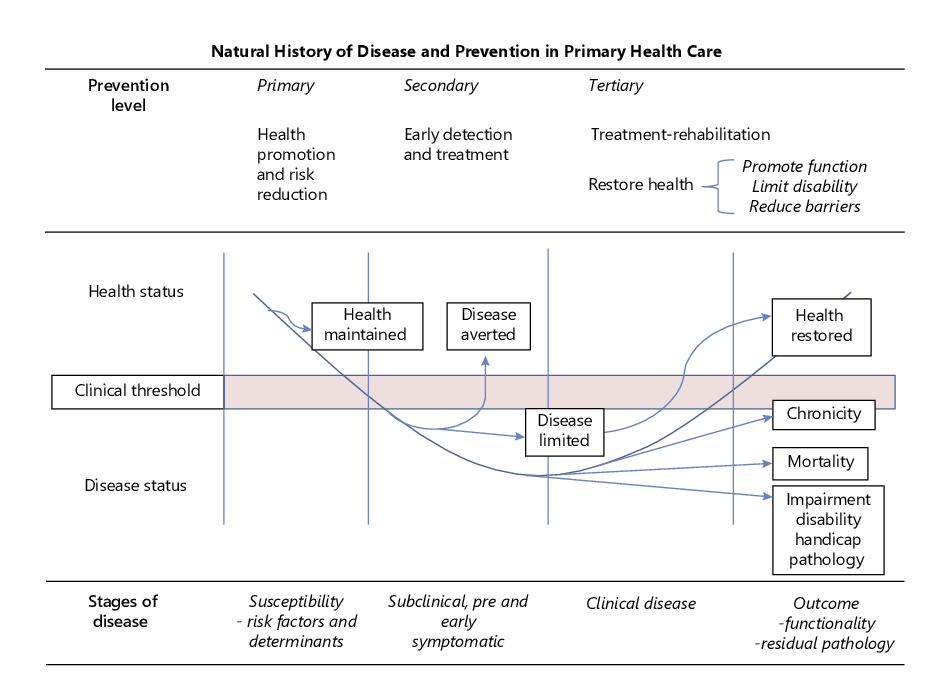 Natural History of Disease and Prevention in Primary Health Care
Prevention
level
Primary
Secondary
Tertiary
Health
promotion
and risk
reduction
Early detection
and treatment
Treatment-rehabilitation
Restore health
Promote function
Limit disability
Reduce barriers
Health status
Health
maintained
Disease
averted
Health
restored
Clinical threshold
Disease
limited
Chronicity
Mortality
Disease status
Impairment
disability
handicap
pathology
Stages of
disease
Susceptibility
- risk factors and
determinants
Subclinical, pre and
early
symptomatic
Clinical disease
Outcome
-functionality
-residual pathology